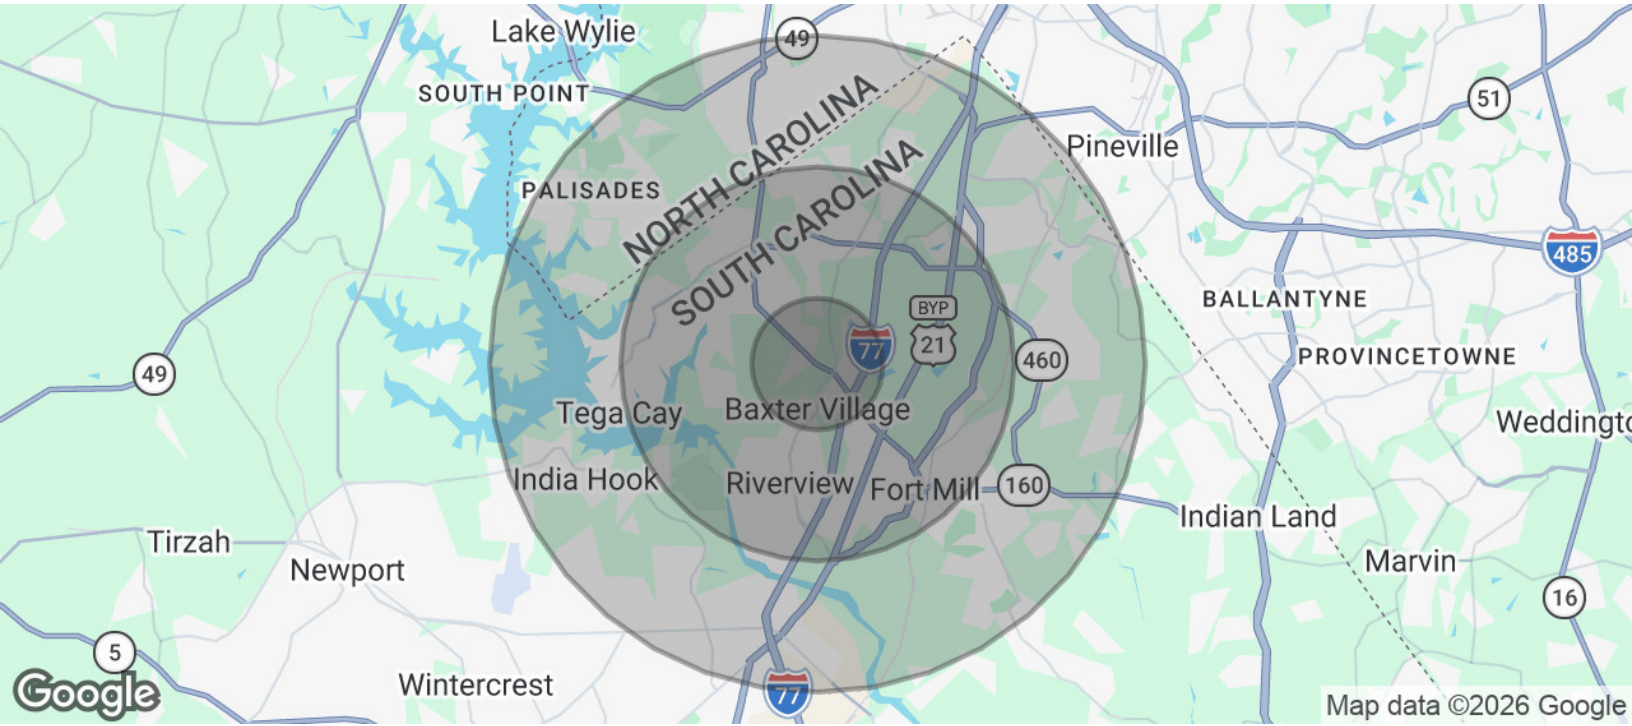 Lake Wylie
49
SOUTH POINT
51
NORTH CAROLINA
Pineville
SOUTH CAROLINA
PALISADES
485
BALLANTYNE
BYP
21
77
460
PROVINCETOWNE
49
Tega Cay
Baxter Village
Weddingto
India Hook
Riverview
Fort Mill
160
Indian Land
Tirzah
Newport
Marvin
16
5
Wintercrest
77
Google
Map data ©2026 Google